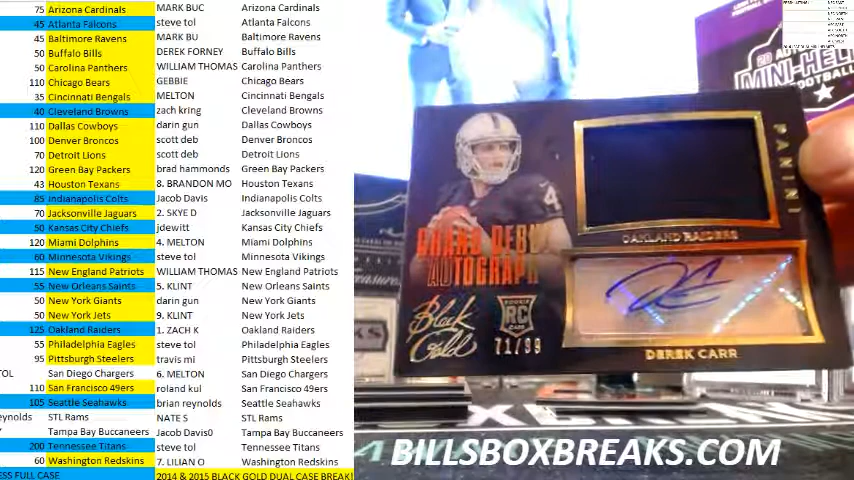 75 Arizona Cardinals MARK BUC Arizona Cardinals
45 Atlanta Falcons steve tol Atlanta Falcons
45 Baltimore Ravens MARK BU Baltimore Ravens
50 Buffalo Bills DEREK FORNEY Buffalo Bills
50 Carolina Panthers WILLIAM THOMAS Carolina Panthers
110 Chicago Bears GEBBIE Chicago Bears
35 Cincinnati Bengals MELTON Cincinnati Bengals
40 Cleveland Browns zach kring Cleveland Browns
110 Dallas Cowboys darin gun Dallas Cowboys
100 Denver Broncos scott deb Denver Broncos
70 Detroit Lions scott deb Detroit Lions
120 Green Bay Packers brad hammonds Green Bay Packers
43 Houston Texans 8. BRANDON MO Houston Texans
85 Indianapolis Colts Jacob Davis Indianapolis Colts
70 Jacksonville Jaguars 2. SKYE D Jacksonville Jaguars
50 Kansas City Chiefs jdewitt Kansas City Chiefs
120 Miami Dolphins 4. MELTON Miami Dolphins
60 Minnesota Vikings steve tol Minnesota Vikings
115 New England Patriots WILLIAM THOMAS New England Patriots
55 New Orleans Saints 5. KLINT New Orleans Saints
50 New York Giants darin gun New York Giants
50 New York Jets 9. KLINT New York Jets
125 Oakland Raiders 1. ZACH K Oakland Raiders
55 Philadelphia Eagles steve tol Philadelphia Eagles
95 Pittsburgh Steelers travis mi Pittsburgh Steelers
TOL San Diego Chargers 6. MELTON San Diego Chargers
110 San Francisco 49ers roland kul San Francisco 49ers
105 Seattle Seahawks brian reynolds Seattle Seahawks
eynolds STL Rams NATE S STL Rams
Tampa Bay Buccaneers Jacob Davis0 Tampa Bay Buccaneers
200 Tennessee Titans steve tol Tennessee Titans
60 Washington Redskins 7. LILIAN O Washington Redskins
ESS FULL CASE 2014 & 2015 BLACK GOLD DUAL CASE BREAK!
MINI-HEL
FOOTBALL
PANINI
4
OAKLAND RAIDERS
GRAND DEBUT
AUTOGRAPH
Black
Gold
ROOKIE
RC
CARD
71/99
DEREK CARR
BILLSBOXBREAKS.COM